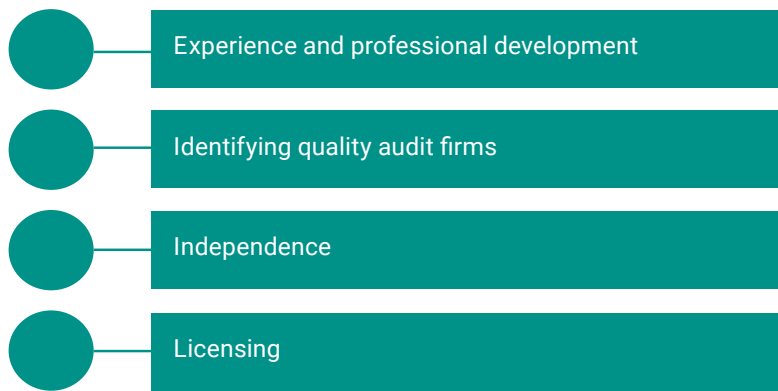 Experience and professional development
Identifying quality audit firms
Independence
Licensing